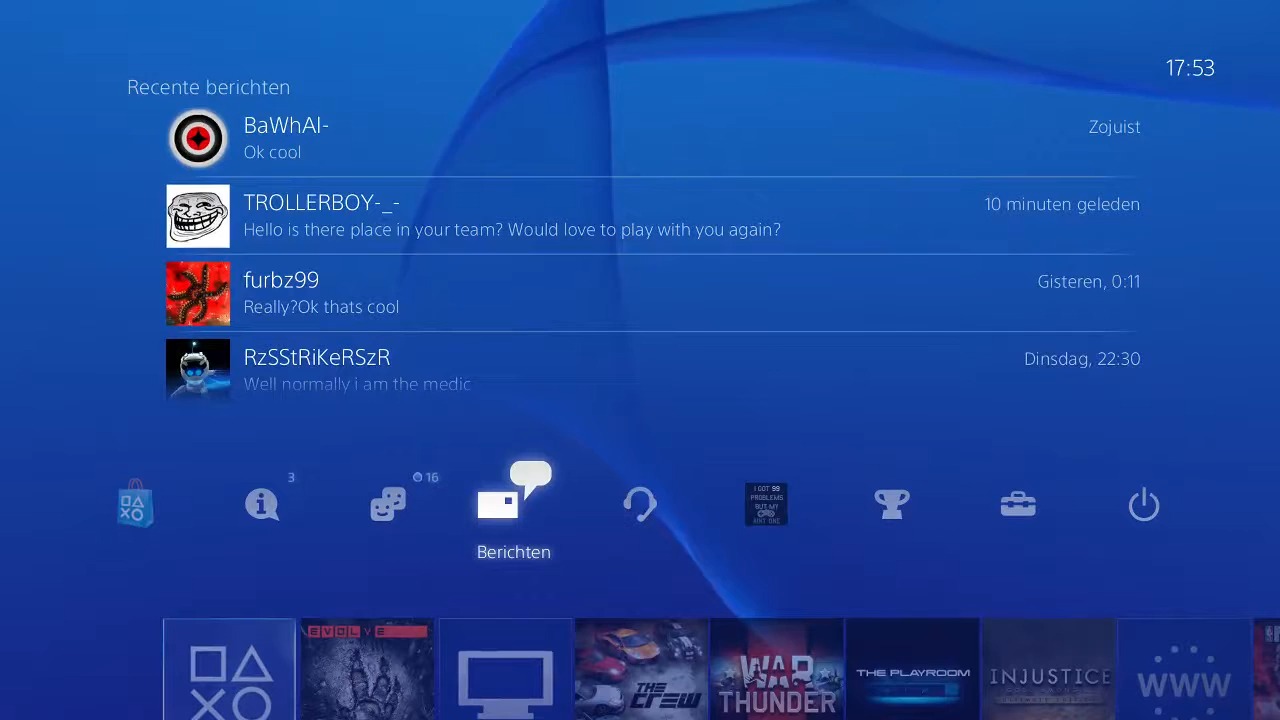 17:53
Recente berichten
BaWhAI-
Zojuist
Ok cool
TROLLERBOY-_-
10 minuten geleden
Hello is there place in your team? Would love to play with you again?
furbz99
Gisteren, 0:11
Really?Ok thats cool
RzSStRiKeRSzR
Dinsdag, 22:30
Well normally i am the medic
3
16
I GOT 99
PROBLEMS
BUT MY
AINT ONE
Berichten
EVOLVE
THE CREW
WAR THUNDER
THE PLAYROOM
INJUSTICE
WWW